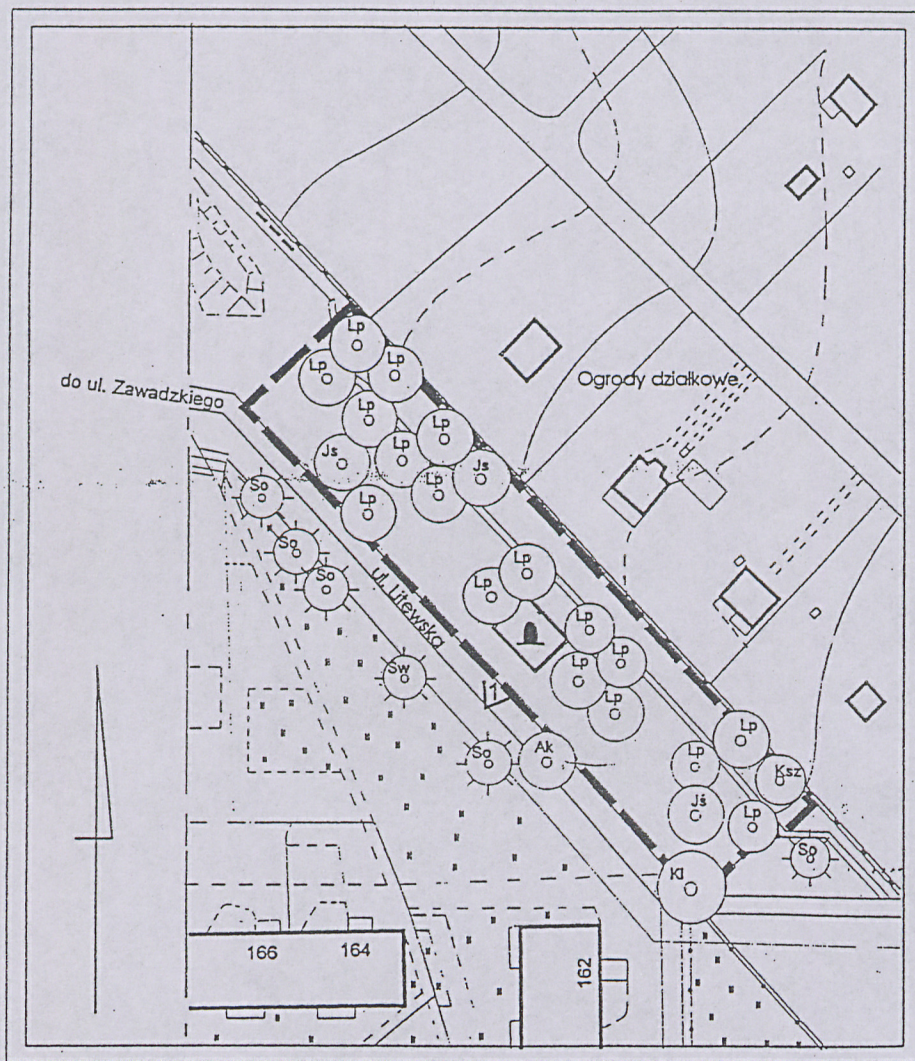 Lp
Lp
Lp
do ul. Zawadzkiego
Ogrody działkowe
Lp
Lp
Js
Lp
Js
Lp
So
Lp
So
So
ul. Litewska
Lp
Lp
Lp
Lp
Sw
Lp
1
Lp
So
Ak
Lp
Lp
Ksz
Jś
Lp
So
Kl
166
164
162